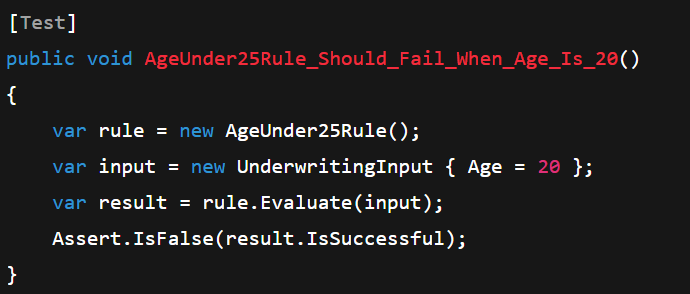 [Test]
public void AgeUnder25Rule_Should_Fail_When_Age_Is_20()
{
    var rule = new AgeUnder25Rule();
    var input = new UnderwritingInput { Age = 20 };
    var result = rule.Evaluate(input);
    Assert.IsFalse(result.IsSuccessful);
}